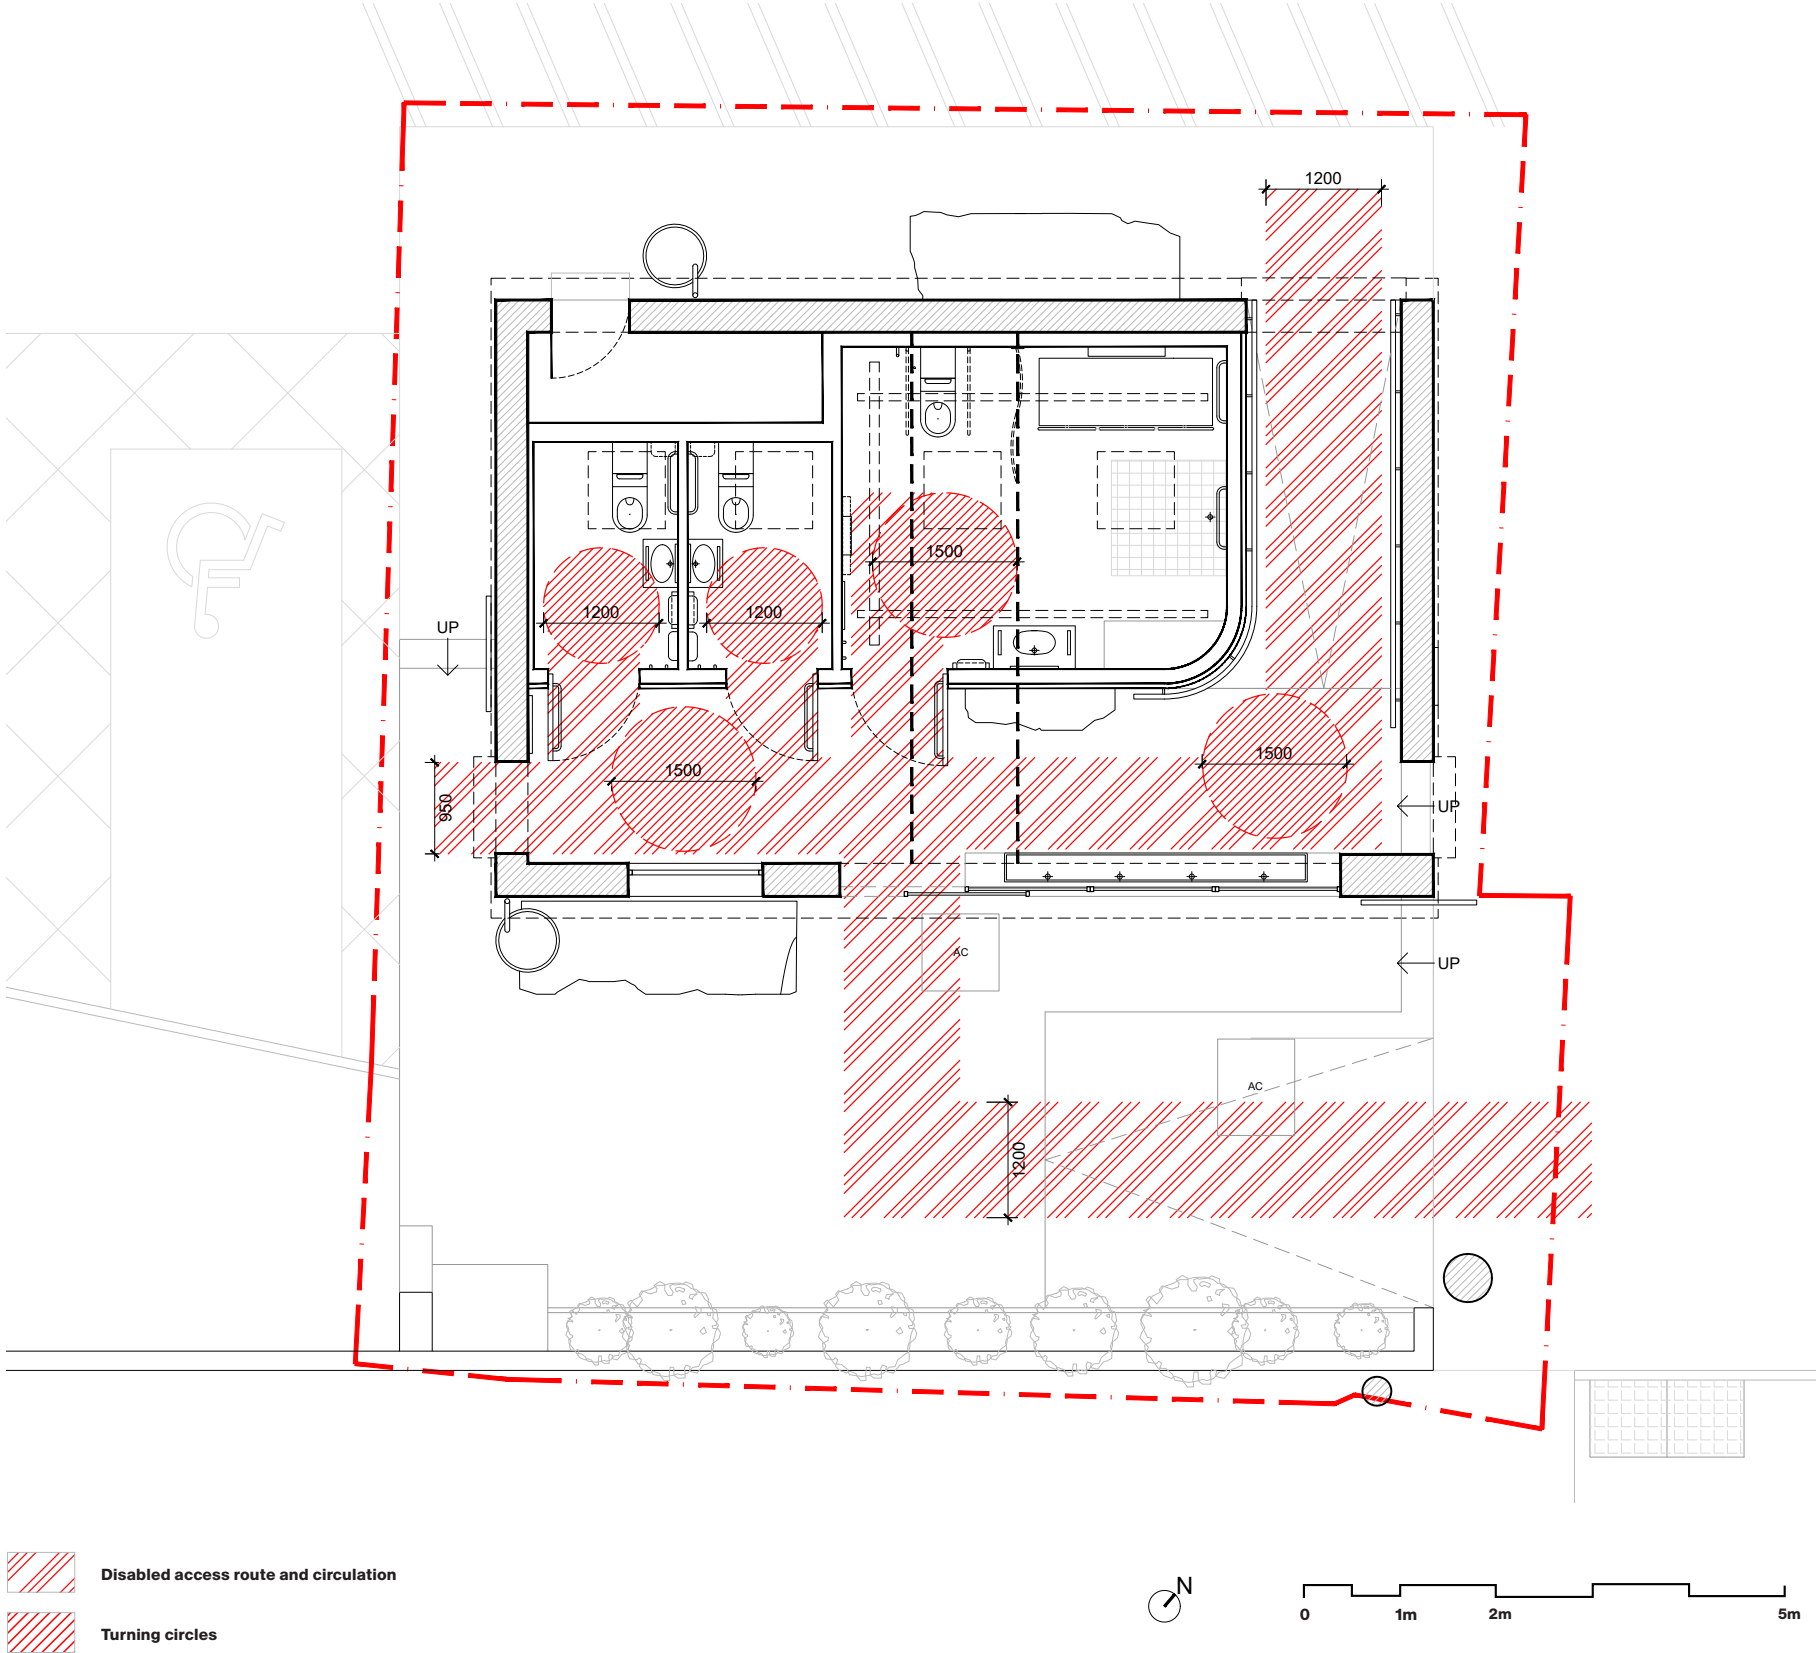 1200
UP
1500
1200
1200
1500
1500
950
UP
AC
UP
AC
1200
Disabled access route and circulation
Turning circles
N
0 1m 2m 5m